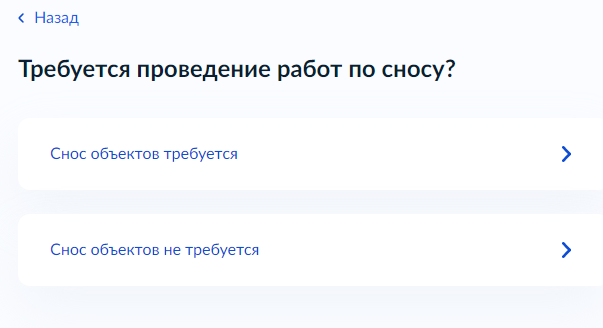 Назад
Требуется проведение работ по сносу?
Снос объектов требуется
Снос объектов не требуется